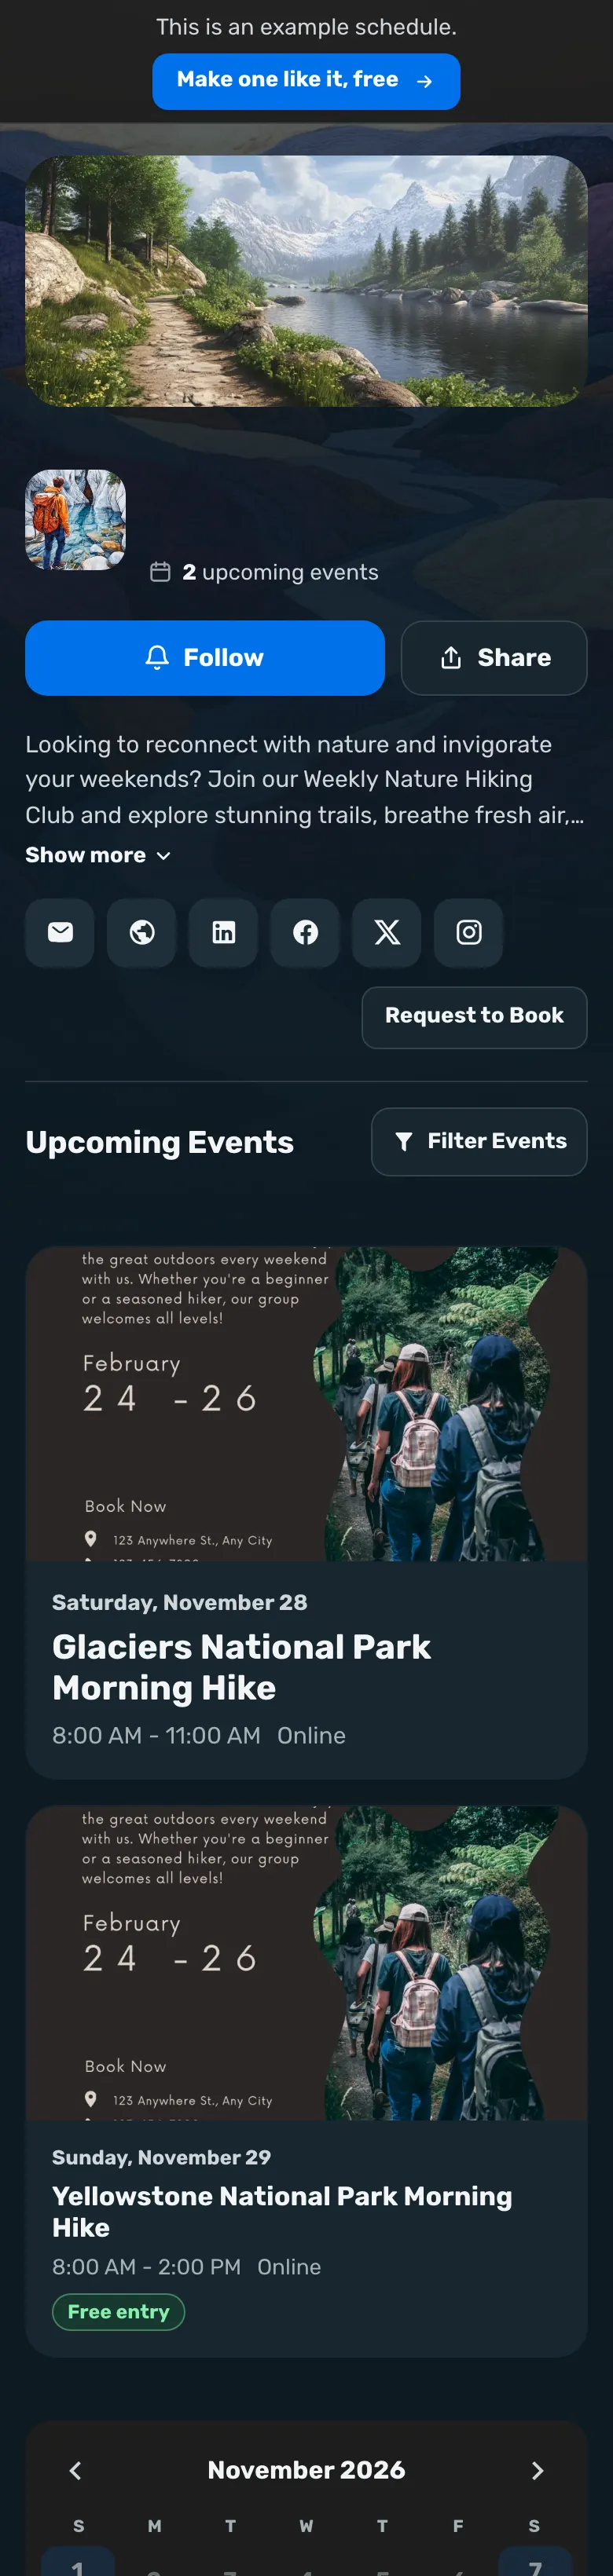 This is an example schedule.
Make one like it, free →
2 upcoming events
Follow
Share
Looking to reconnect with nature and invigorate
your weekends? Join our Weekly Nature Hiking
Club and explore stunning trails, breathe fresh air,...
Show more
Request to Book
Upcoming Events
Filter Events
the great outdoors every weekend
with us. Whether you're a beginner
or a seasoned hiker, our group
welcomes all levels!
February
24 - 26
Book Now
123 Anywhere St., Any City
Saturday, November 28
Glaciers National Park
Morning Hike
8:00 AM - 11:00 AM Online
the great outdoors every weekend
with us. Whether you're a beginner
or a seasoned hiker, our group
welcomes all levels!
February
24 - 26
Book Now
123 Anywhere St., Any City
Sunday, November 29
Yellowstone National Park Morning
Hike
8:00 AM - 2:00 PM Online
Free entry
November 2026
S M T W T F S
1 7